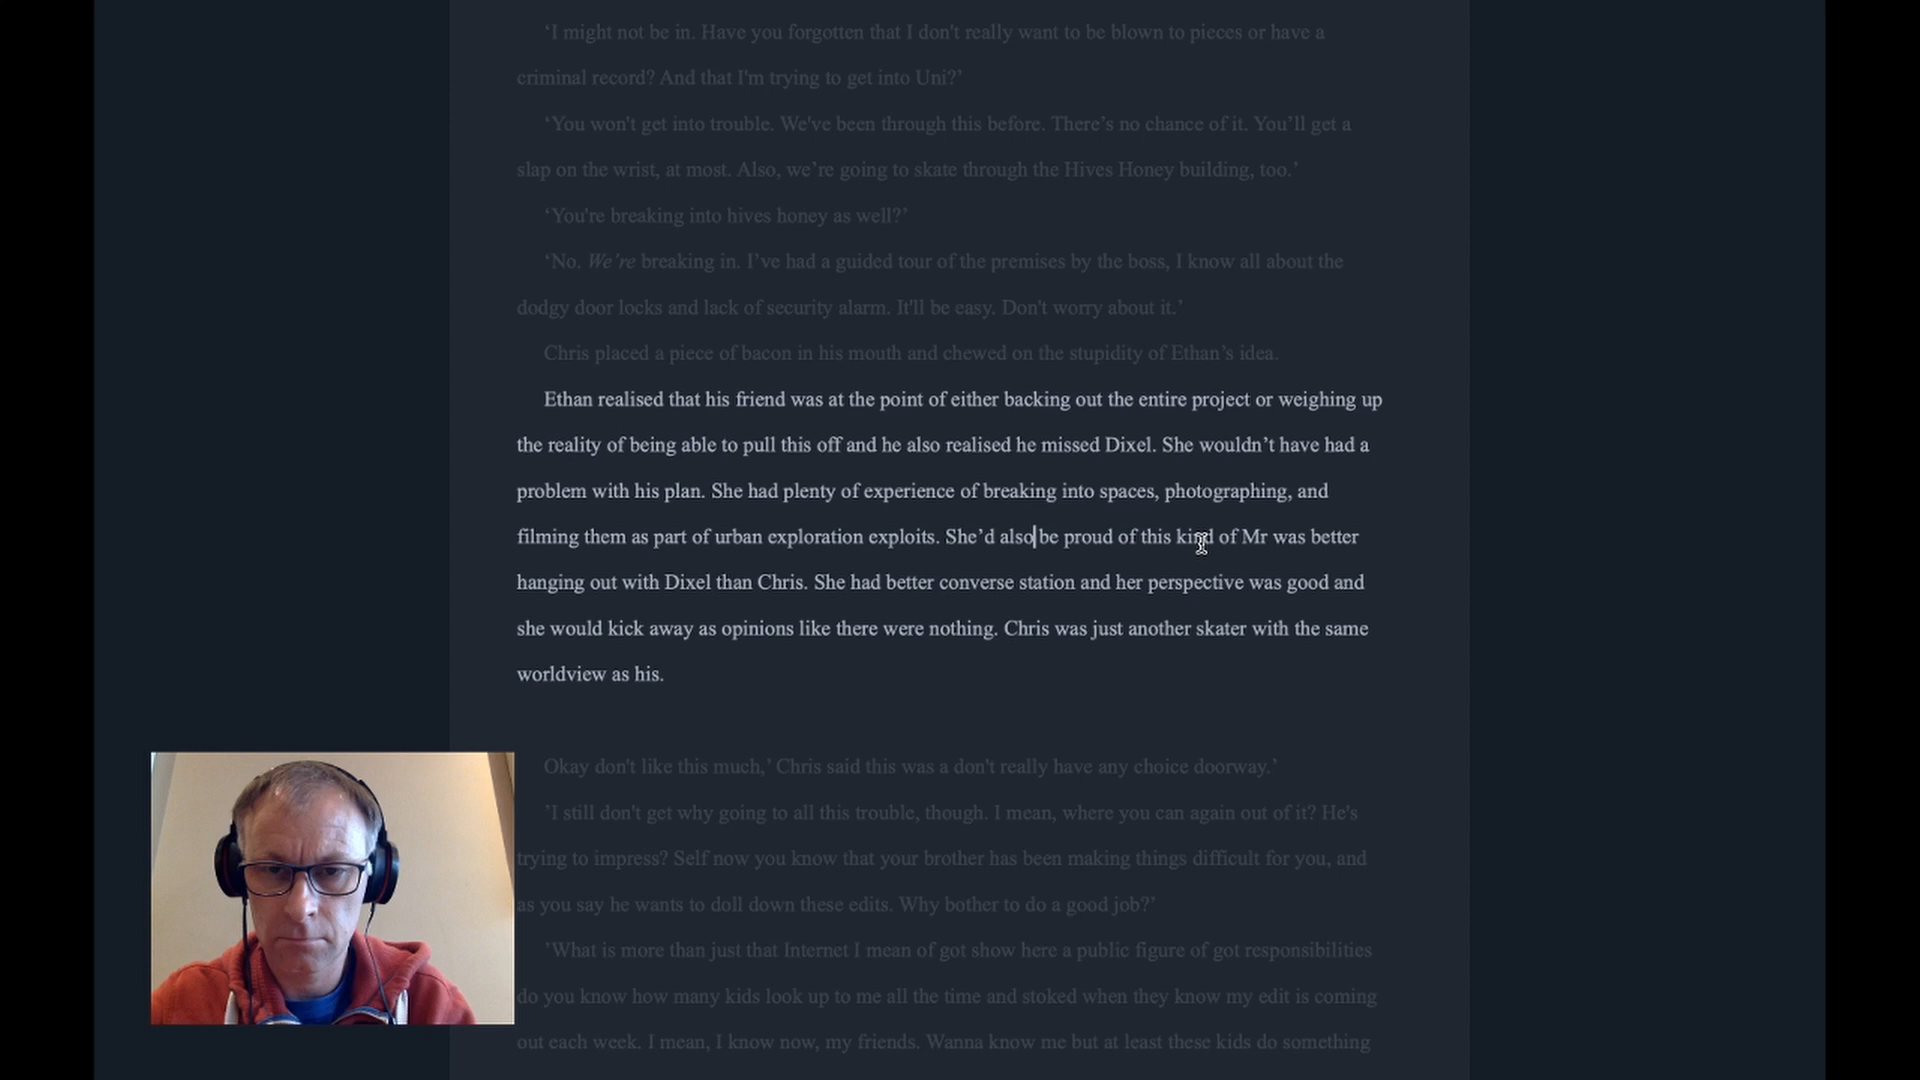 ‘I might not be in. Have you forgotten that I don't really want to be blown to pieces or have a
criminal record? And that I'm trying to get into Uni?’
‘You won't get into trouble. We've been through this before. There’s no chance of it. You’ll get a
slap on the wrist, at most. Also, we’re going to skate through the Hives Honey building, too.’
‘You're breaking into hives honey as well?’
‘No. We’re breaking in. I’ve had a guided tour of the premises by the boss, I know all about the
dodgy door locks and lack of security alarm. It'll be easy. Don't worry about it.’
Chris placed a piece of bacon in his mouth and chewed on the stupidity of Ethan’s idea.
Ethan realised that his friend was at the point of either backing out the entire project or weighing up
the reality of being able to pull this off and he also realised he missed Dixel. She wouldn’t have had a
problem with his plan. She had plenty of experience of breaking into spaces, photographing, and
filming them as part of urban exploration exploits. She’d also be proud of this kind of Mr was better
hanging out with Dixel than Chris. She had better converse station and her perspective was good and
she would kick away as opinions like there were nothing. Chris was just another skater with the same
worldview as his.
Okay don't like this much,’ Chris said this was a don't really have any choice doorway.’
’I still don't get why going to all this trouble, though. I mean, where you can again out of it? He's
trying to impress? Self now you know that your brother has been making things difficult for you, and
as you say he wants to doll down these edits. Why bother to do a good job?’
’What is more than just that Internet I mean of got show here a public figure of got responsibilities
do you know how many kids look up to me all the time and stoked when they know my edit is coming
out each week. I mean, I know now, my friends. Wanna know me but at least these kids do something